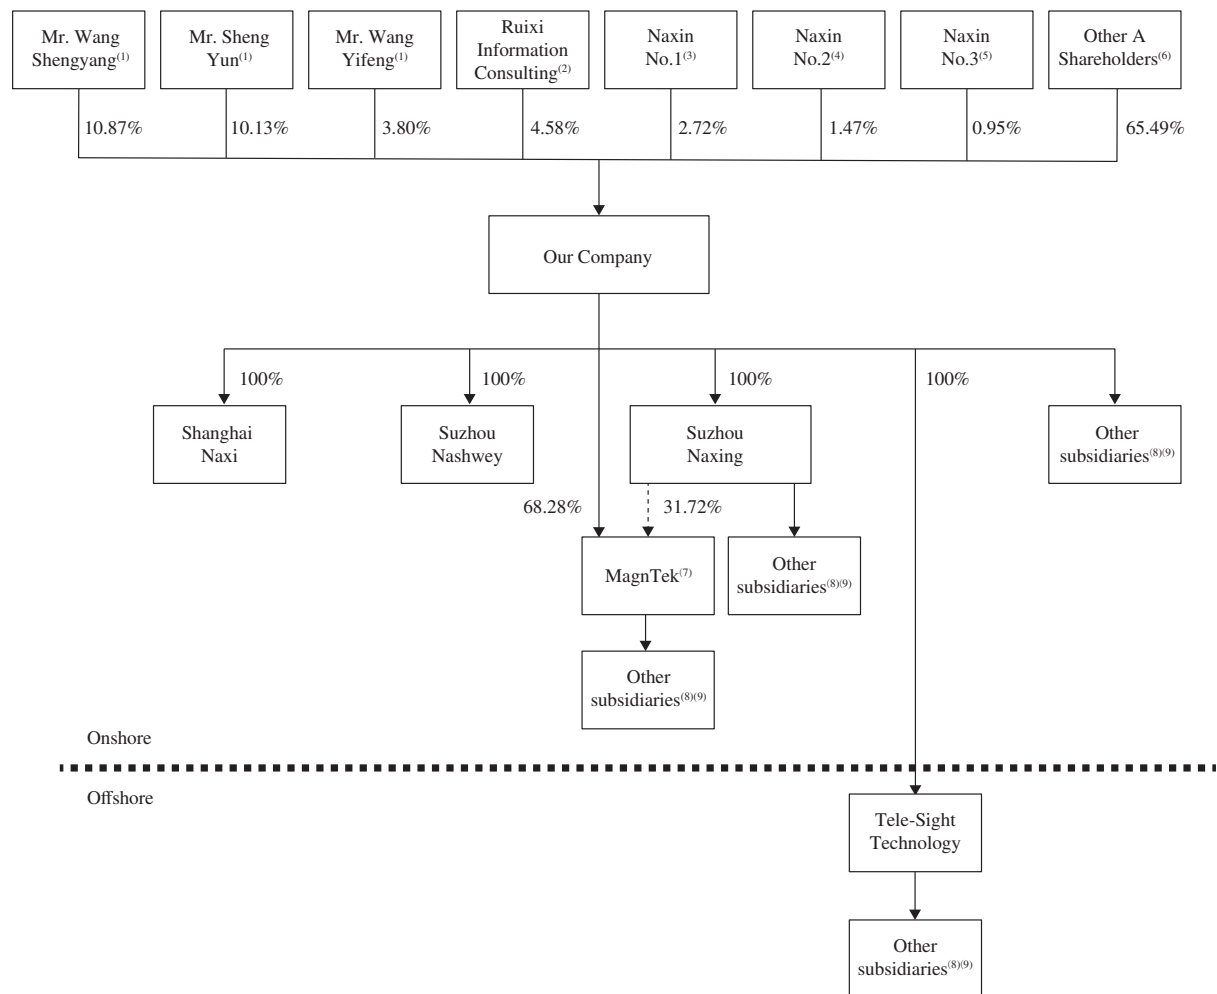 Mr. Wang
Shengyang(1)
Mr. Sheng
Yun(1)
Mr. Wang
Yifeng(1)
Ruixi
Information
Consulting(2)
Naxin
No.1(3)
Naxin
No.2(4)
Naxin
No.3(5)
Other A
Shareholders(6)
10.87%
10.13%
3.80%
4.58%
2.72%
1.47%
0.95%
65.49%
Our Company
100%
100%
100%
100%
Shanghai
Naxi
Suzhou
Nashwey
Suzhou
Naxing
Other
subsidiaries(8)(9)
68.28%
31.72%
MagnTek(7)
Other
subsidiaries(8)(9)
Other
subsidiaries(8)(9)
Onshore
Offshore
Tele-Sight
Technology
Other
subsidiaries(8)(9)